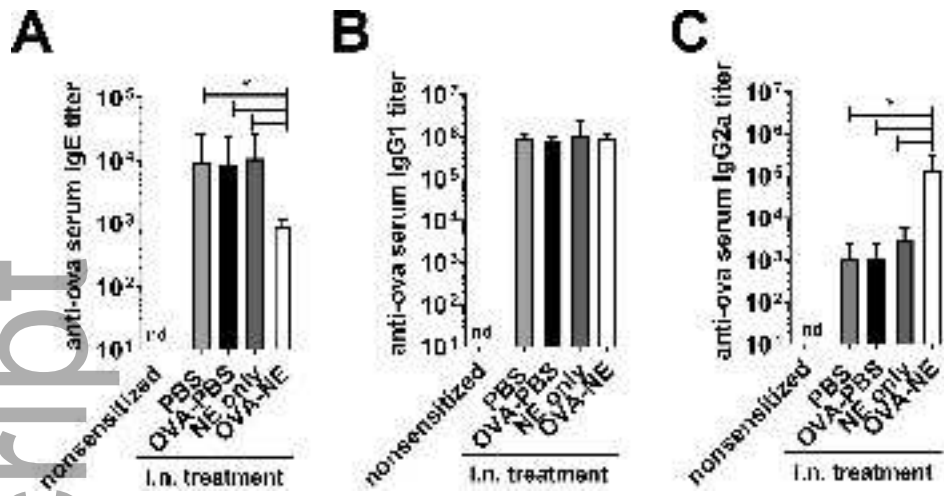 A
B
C
anti-ova serum IgE titer
10⁵
10⁴
10³
10²
10¹
nd
*
nonsensitized
PBS
OVA-PBS
NE only
OVA-NE
i.n. treatment
anti-ova serum IgG1 titer
10⁷
10⁶
10⁵
10⁴
10³
10²
10¹
nd
nonsensitized
PBS
OVA-PBS
NE only
OVA-NE
i.n. treatment
anti-ova serum IgG2a titer
10⁷
10⁶
10⁵
10⁴
10³
10²
10¹
nd
*
nonsensitized
PBS
OVA-PBS
NE only
OVA-NE
i.n. treatment
script